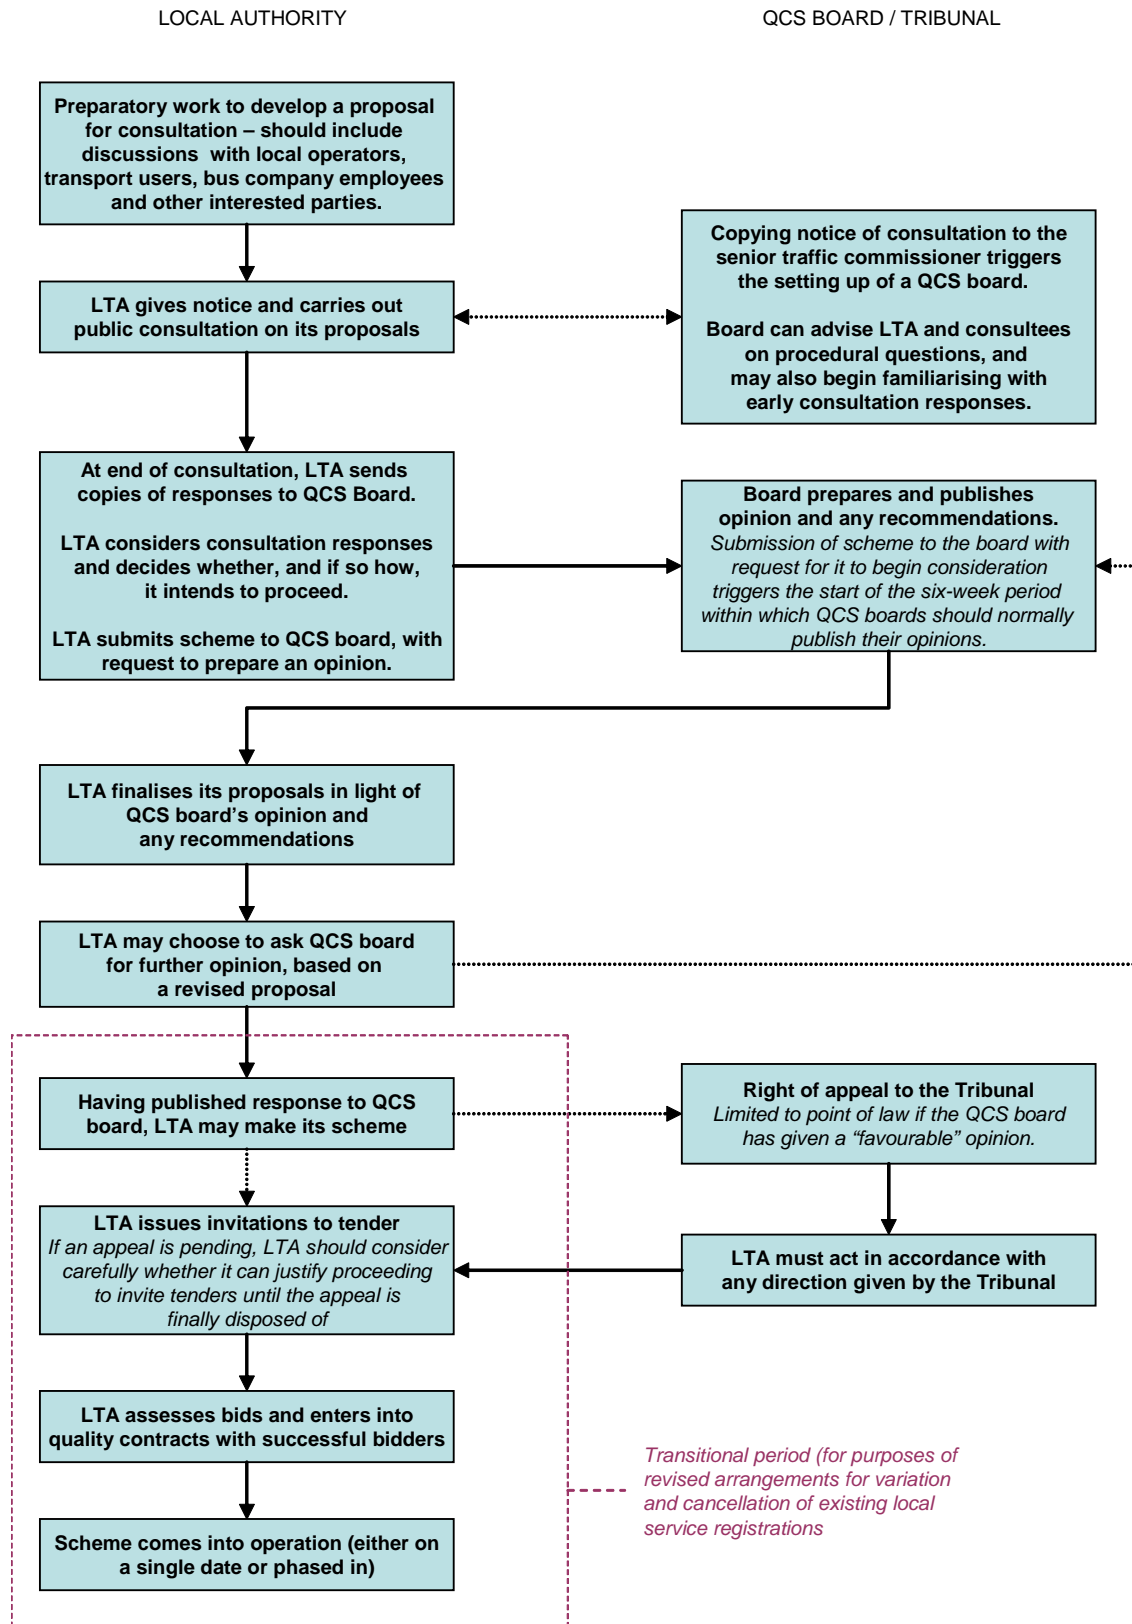 LOCAL AUTHORITY
QCS BOARD / TRIBUNAL
Preparatory work to develop a proposal
for consultation – should include
discussions with local operators,
transport users, bus company employees
and other interested parties.
Copying notice of consultation to the
senior traffic commissioner triggers
the setting up of a QCS board.
Board can advise LTA and consultees
on procedural questions, and
may also begin familiarising with
early consultation responses.
LTA gives notice and carries out
public consultation on its proposals
At end of consultation, LTA sends
copies of responses to QCS Board.
LTA considers consultation responses
and decides whether, and if so how,
it intends to proceed.
LTA submits scheme to QCS board, with
request to prepare an opinion.
Board prepares and publishes
opinion and any recommendations.
Submission of scheme to the board with
request for it to begin consideration
triggers the start of the six-week period
within which QCS boards should normally
publish their opinions.
LTA finalises its proposals in light of
QCS board’s opinion and
any recommendations
LTA may choose to ask QCS board
for further opinion, based on
a revised proposal
Having published response to QCS
board, LTA may make its scheme
Right of appeal to the Tribunal
Limited to point of law if the QCS board
has given a “favourable” opinion.
LTA issues invitations to tender
If an appeal is pending, LTA should consider
carefully whether it can justify proceeding
to invite tenders until the appeal is
finally disposed of
LTA must act in accordance with
any direction given by the Tribunal
LTA assesses bids and enters into
quality contracts with successful bidders
Transitional period (for purposes of
revised arrangements for variation
and cancellation of existing local
service registrations
Scheme comes into operation (either on
a single date or phased in)